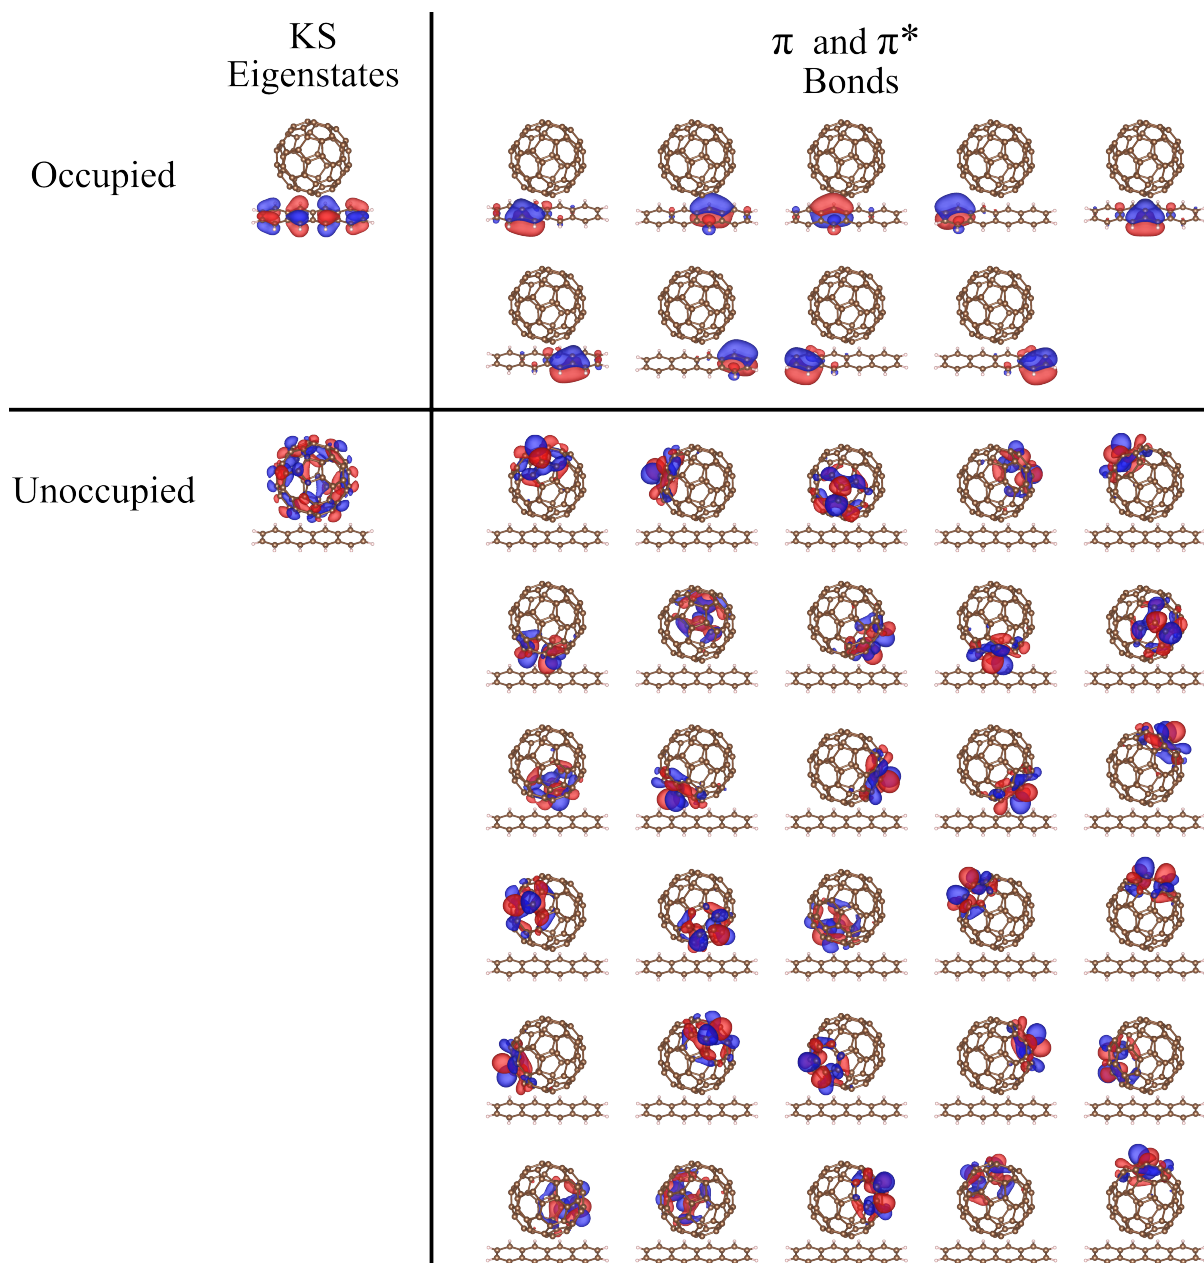 KS
Eigenstates
π and π*
Bonds
Occupied
Unoccupied